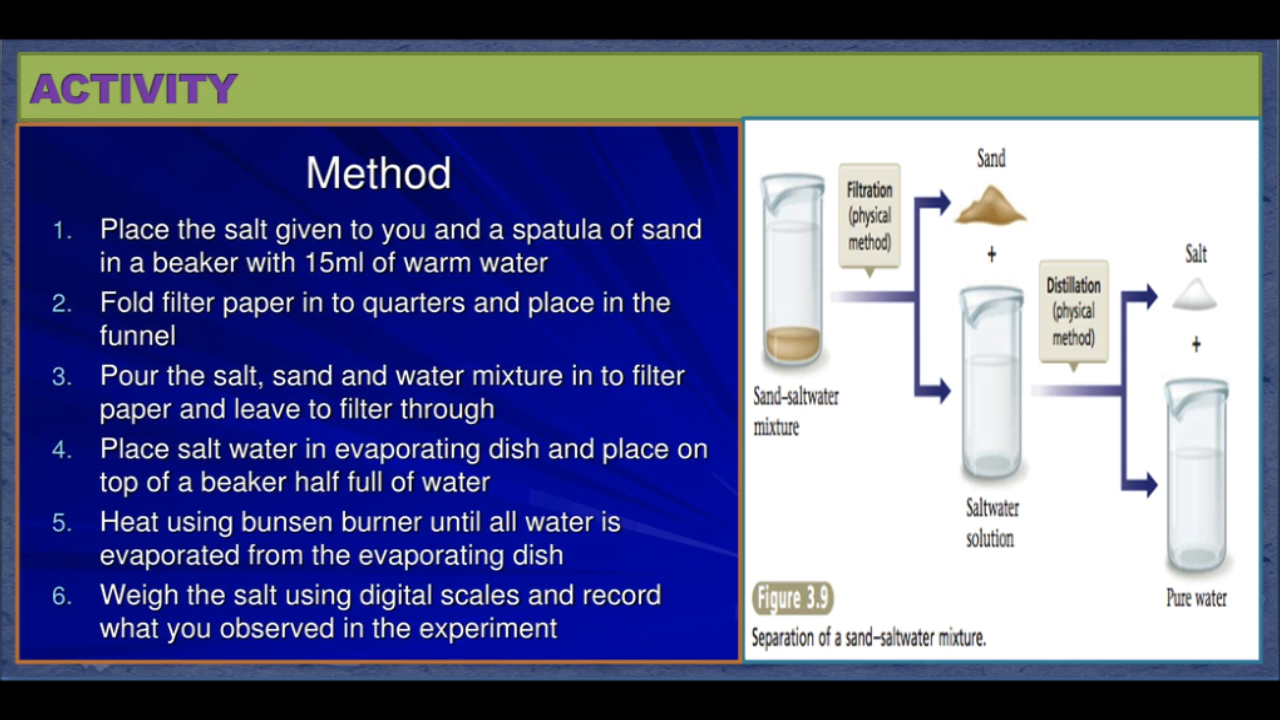 ACTIVITY
Method
1. Place the salt given to you and a spatula of sand
in a beaker with 15ml of warm water
2. Fold filter paper in to quarters and place in the
funnel
3. Pour the salt, sand and water mixture in to filter
paper and leave to filter through
4. Place salt water in evaporating dish and place on
top of a beaker half full of water
5. Heat using bunsen burner until all water is
evaporated from the evaporating dish
6. Weigh the salt using digital scales and record
what you observed in the experiment
Sand
Filtration
(physical
method)
+
Salt
Distillation
(physical
method)
+
Sand–saltwater
mixture
Saltwater
solution
Pure water
Figure 3.9
Separation of a sand–saltwater mixture.